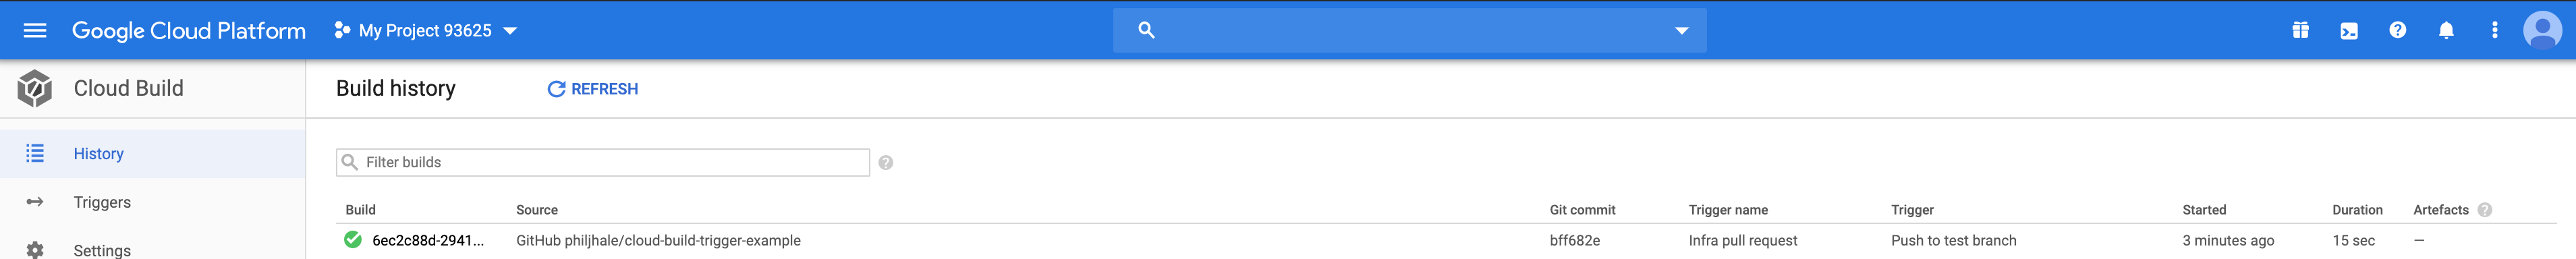 Google Cloud Platform My Project 93625
Cloud Build
Build history REFRESH
History
Triggers
Settings
Filter builds
Build Source Git commit Trigger name Trigger Started Duration Artefacts
6ec2c88d-2941... GitHub philjhale/cloud-build-trigger-example bff682e Infra pull request Push to test branch 3 minutes ago 15 sec —